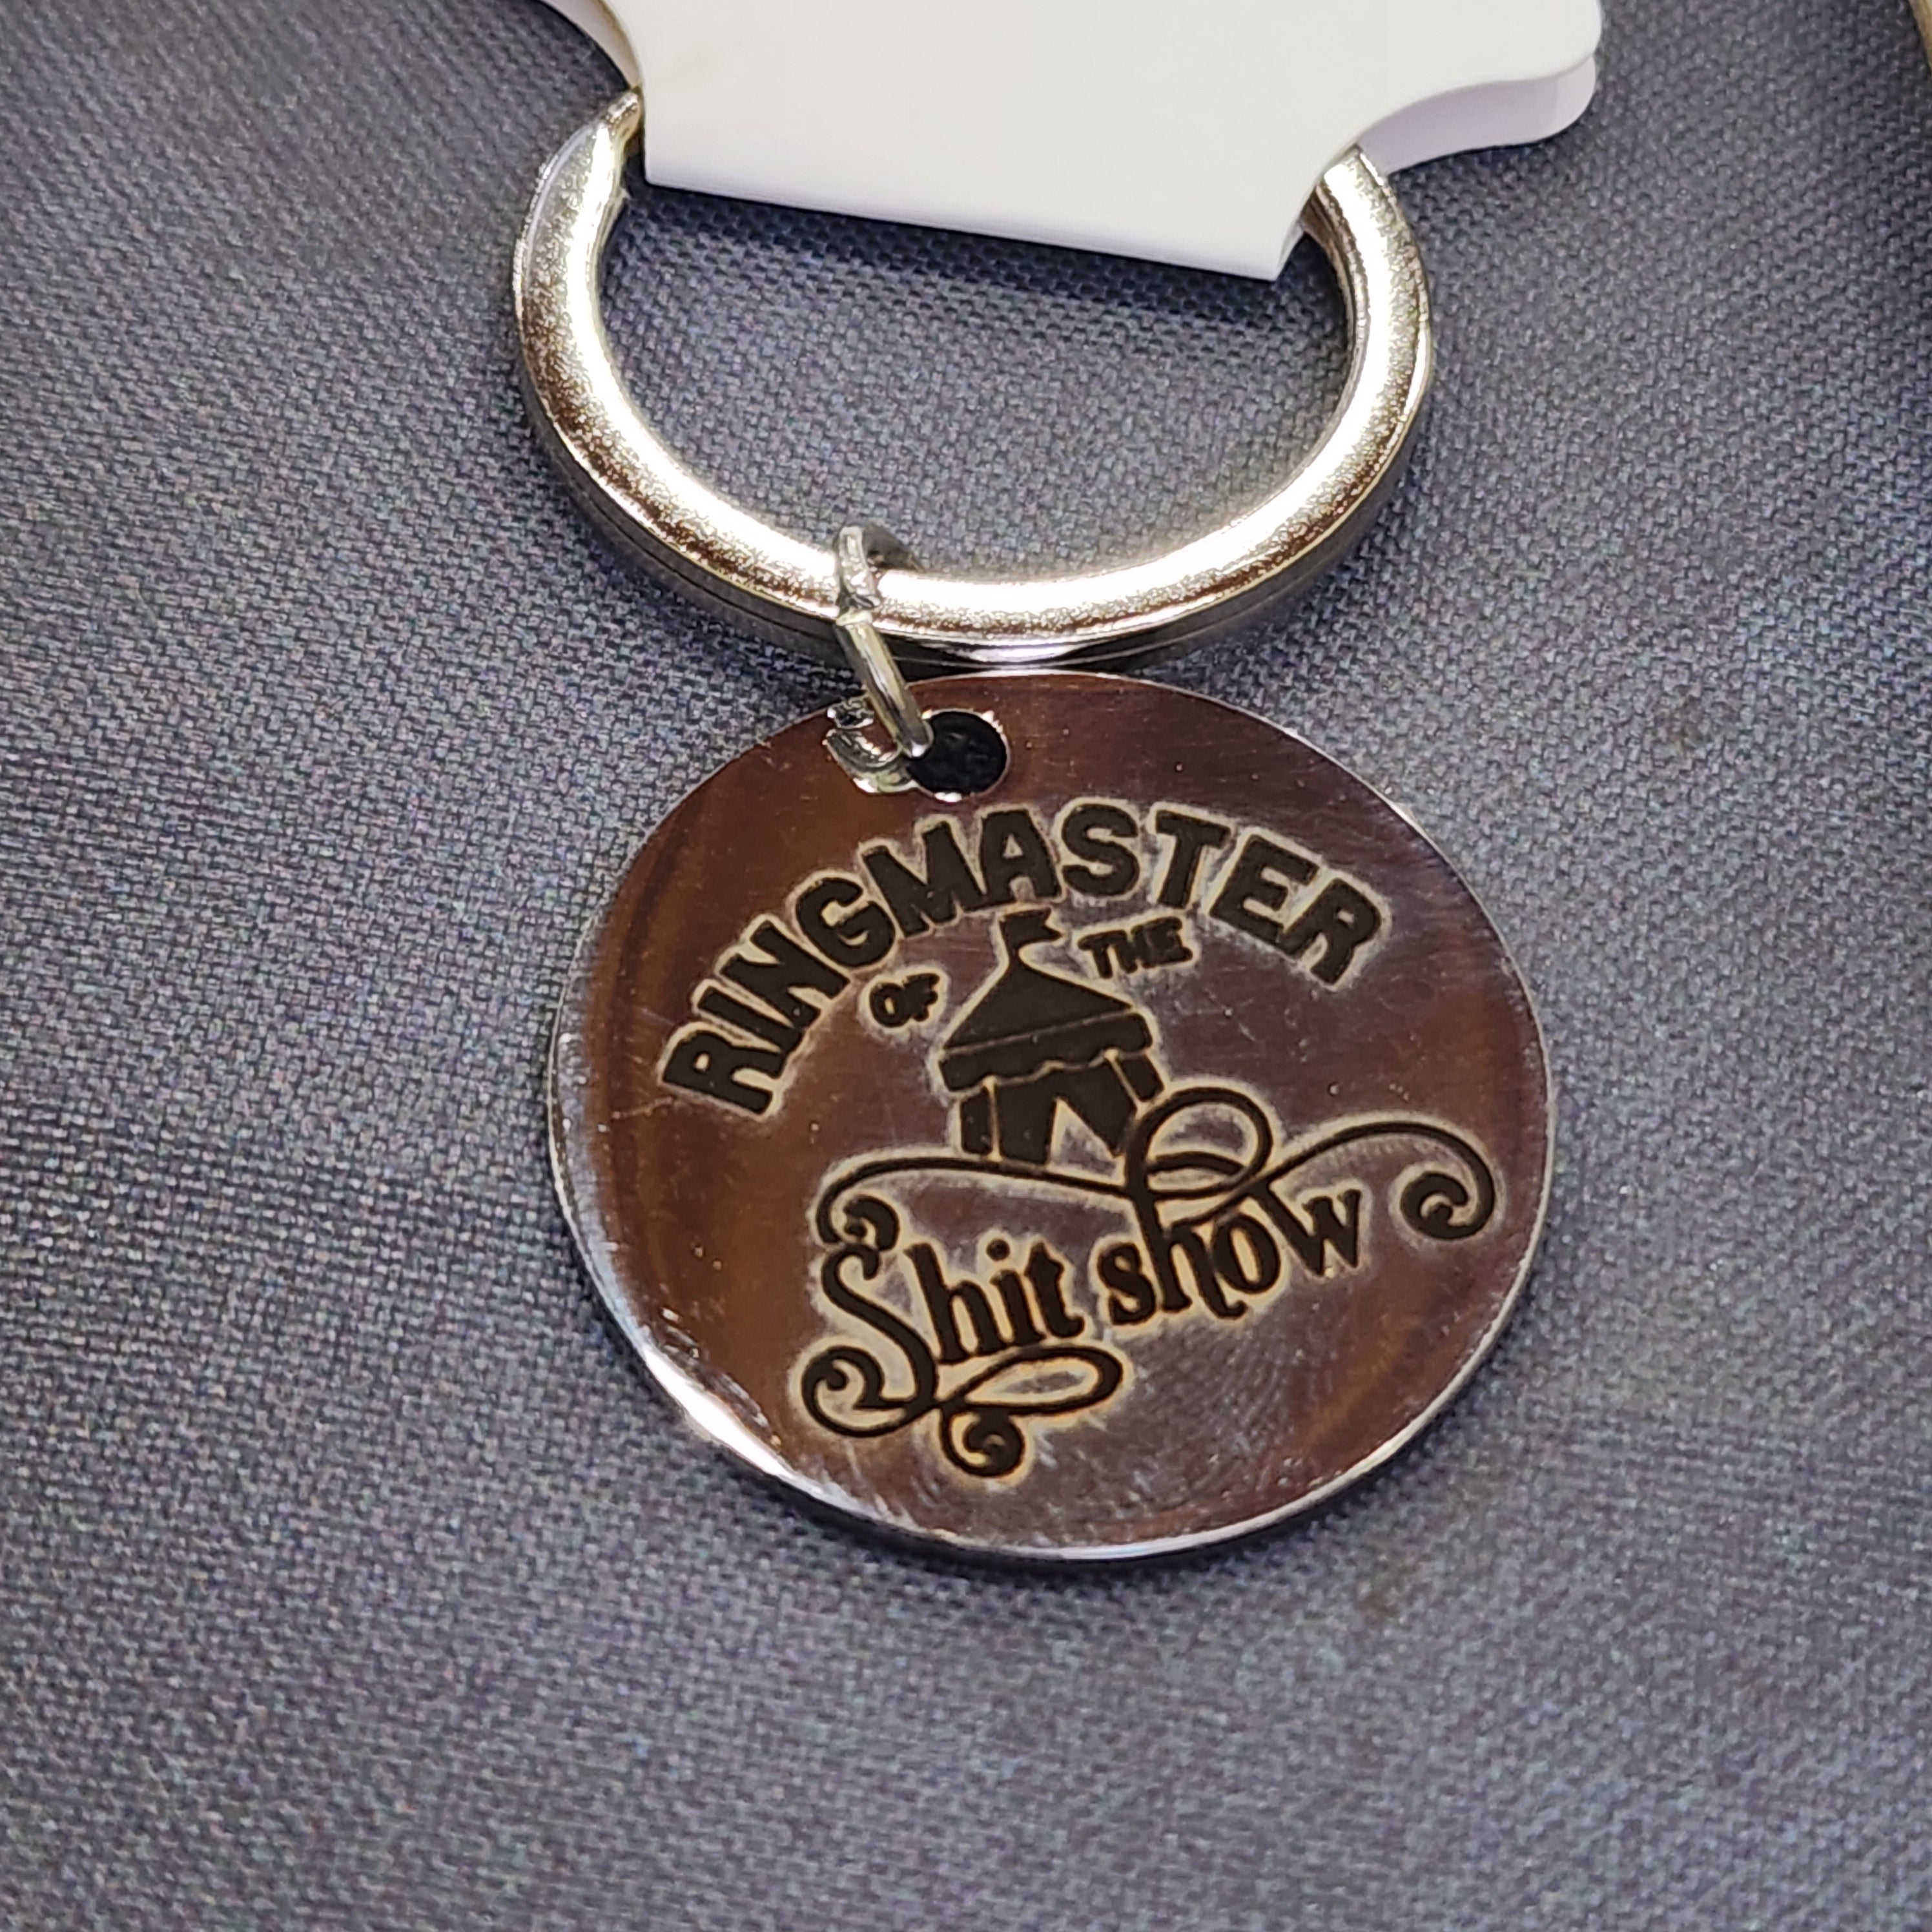 RINGMASTER
OF THE
Shit show